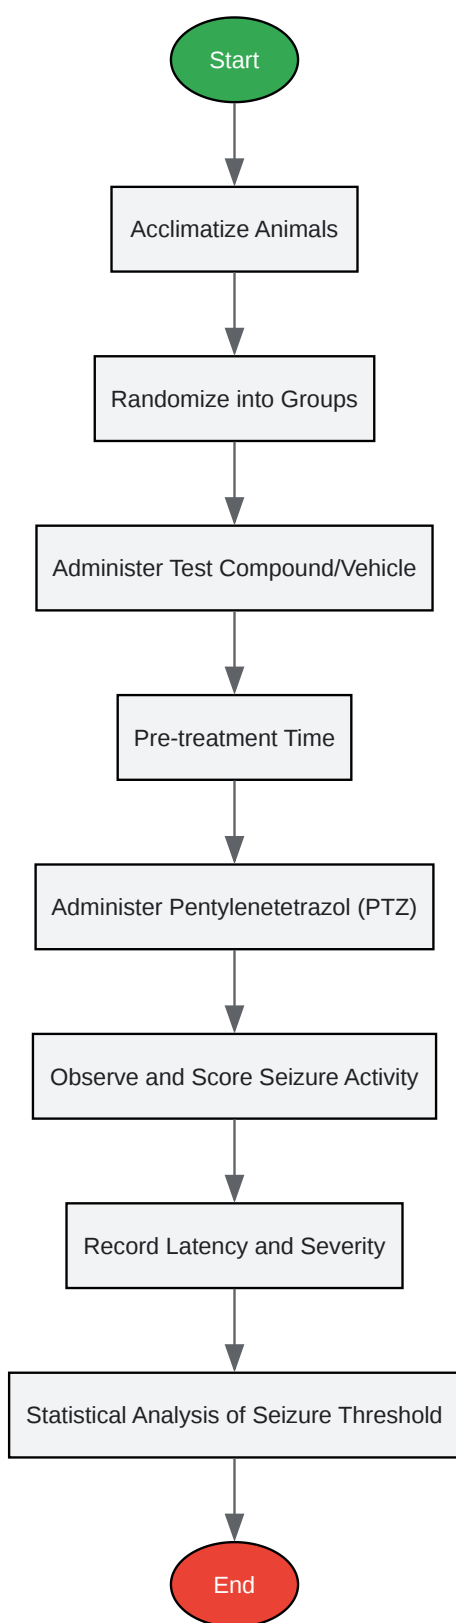 Start
Acclimatize Animals
Randomize into Groups
Administer Test Compound/Vehicle
Pre-treatment Time
Administer Pentylenetetrazol (PTZ)
Observe and Score Seizure Activity
Record Latency and Severity
Statistical Analysis of Seizure Threshold
End